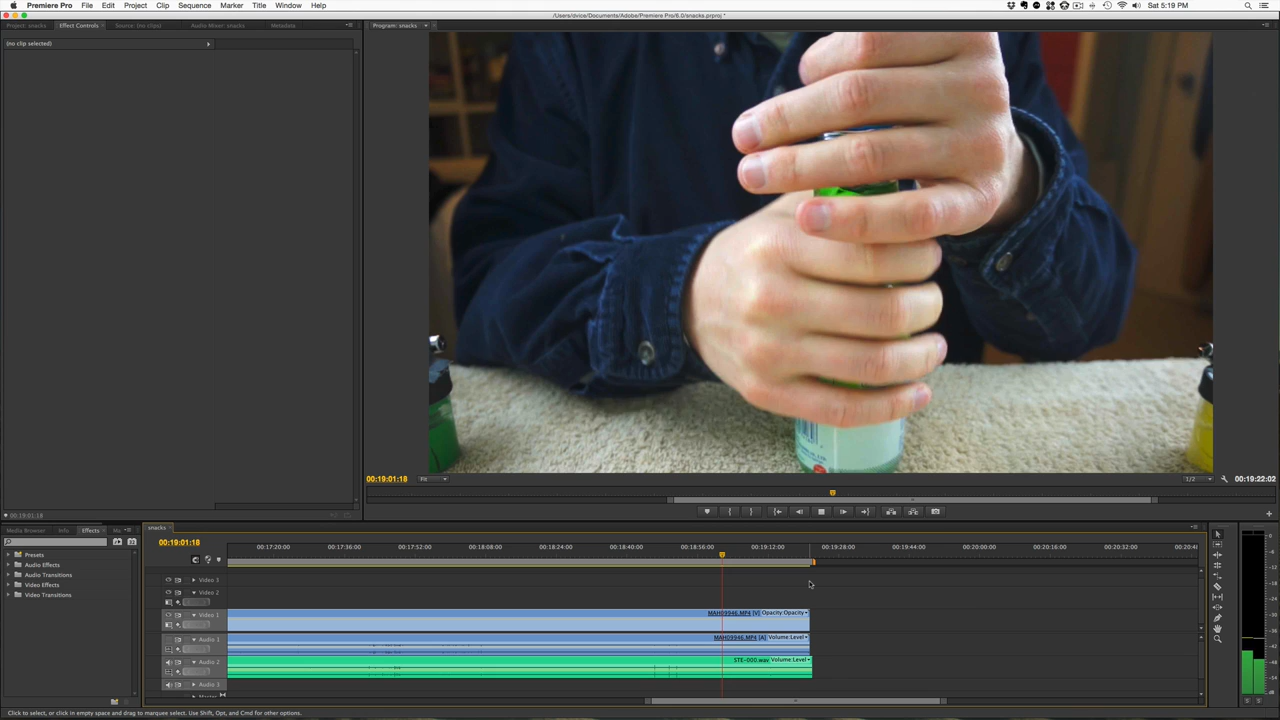 Premiere Pro File Edit Project Clip Sequence Marker Title Window Help Sat 5:19 PM
/Users/dvice/Documents/Adobe/Premiere Pro/6.0/snacks.prproj *
Project: snacks Effect Controls Source: (no clips) Audio Mixer: snacks Metadata Program: snacks
(no clip selected)
00:19:01:18 Fit 1/2 00:19:22:02
00:19:01:18
Media Browser Info Effects snacks
00:19:01:18
00:17:20:00 00:17:36:00 00:17:52:00 00:18:08:00 00:18:24:00 00:18:40:00 00:18:56:00 00:19:12:00 00:19:28:00 00:19:44:00 00:20:00:00 00:20:16:00 00:20:32:00 00:20:4
Presets
Audio Effects
Audio Transitions
Video Effects
Video Transitions
Video 3
Video 2
Video 1 MAH09946.MP4 [V] Opacity:Opacity
Audio 1 MAH09946.MP4 [A] Volume:Level
Audio 2 STE-000.wav Volume:Level
Audio 3
Click to select, or click in empty space and drag to marquee select. Use Shift, Opt, and Cmd for other options.